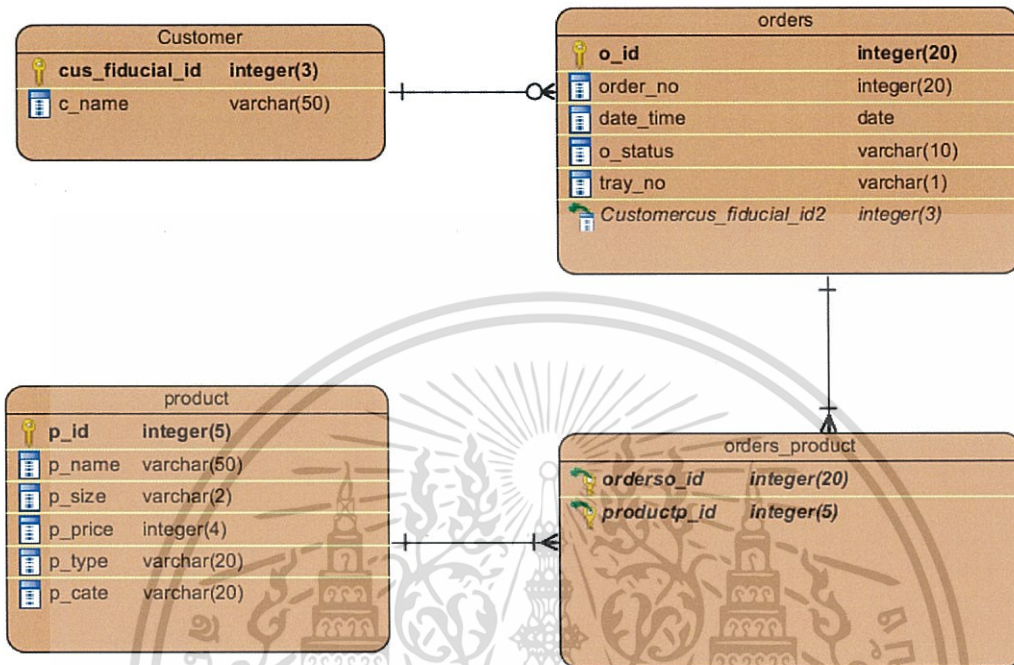 Customer
cus_fiducial_id integer(3)
c_name varchar(50)
orders
o_id integer(20)
order_no integer(20)
date_time date
o_status varchar(10)
tray_no varchar(1)
Customercus_fiducial_id2 integer(3)
product
p_id integer(5)
p_name varchar(50)
p_size varchar(2)
p_price integer(4)
p_type varchar(20)
p_cate varchar(20)
orders_product
orderso_id integer(20)
productp_id integer(5)